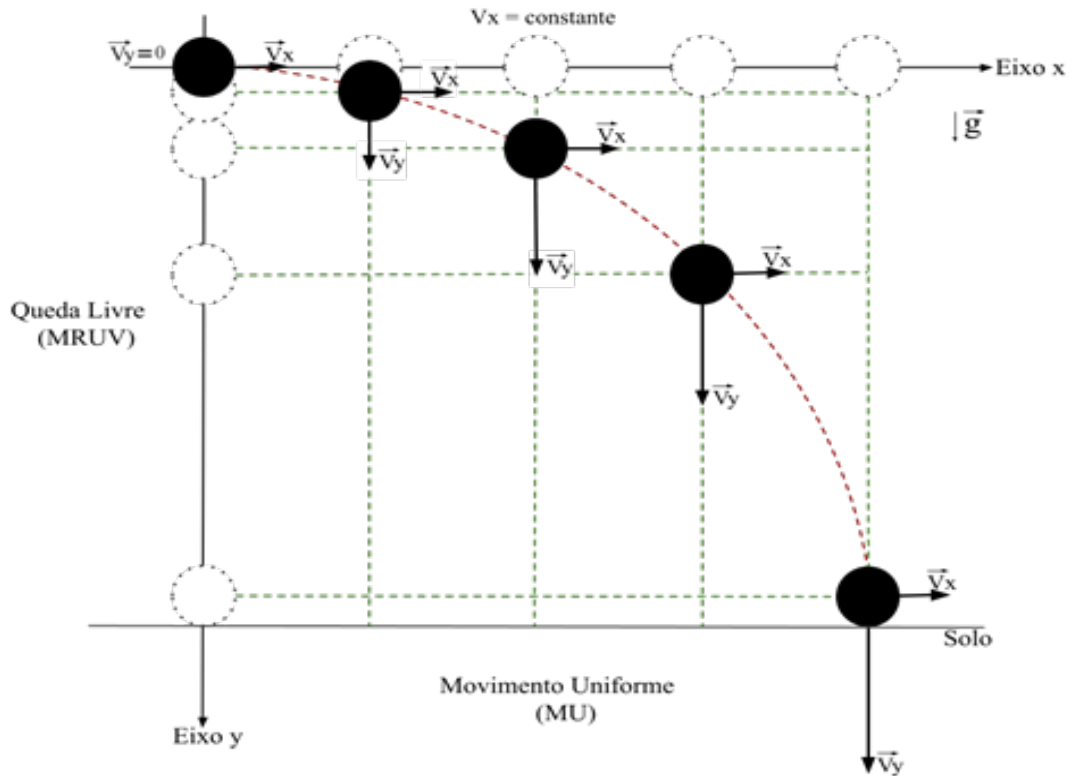 Vx = constante
Vy=0
Vx
Eixo x
Vx
g
Vy
Vx
Vy
Vx
Queda Livre
(MRUV)
Vy
Vx
Solo
Movimento Uniforme
(MU)
Eixo y
Vy